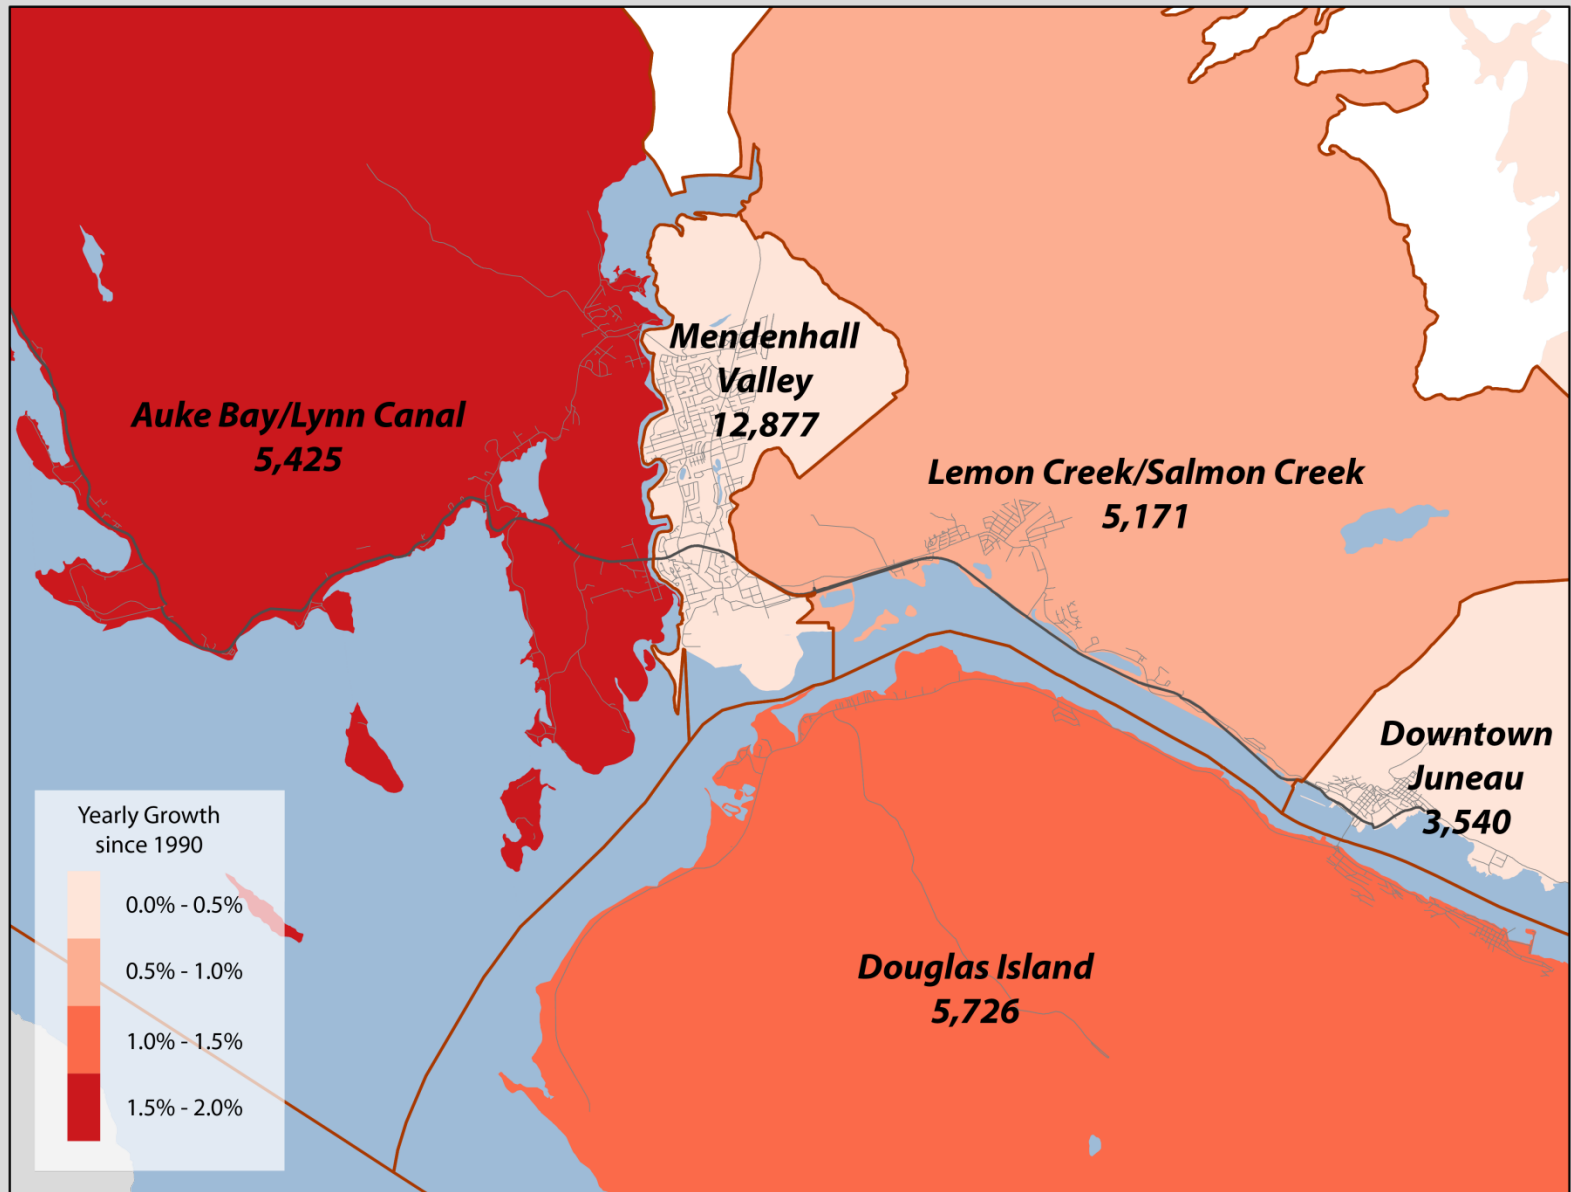 Mendenhall
Valley
12,877
Auke Bay/Lynn Canal
5,425
Lemon Creek/Salmon Creek
5,171
Downtown
Juneau
3,540
Douglas Island
5,726
Yearly Growth
since 1990
0.0% - 0.5%
0.5% - 1.0%
1.0% - 1.5%
1.5% - 2.0%